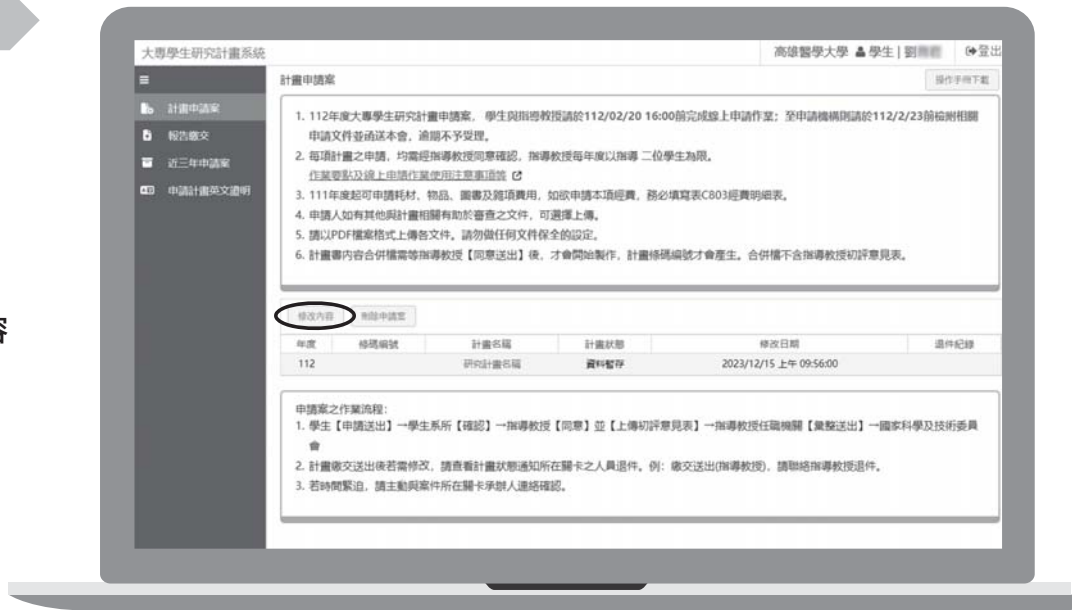 大專學生研究計畫系統
高雄醫學大學 學生 | 劉
登出
計畫申請案
操作手冊下載
計畫申請案
報告繳交
近三年申請案
申請計畫英文證明
1. 112年度大專學生研究計畫申請案， 學生與指導教授請於112/02/20 16:00前完成線上申請作業；至申請機構則請於112/2/23前檢附相關
申請文件並函送本會，逾期不予受理。
2. 每項計畫之申請，均需經指導教授同意確認，指導教授每年度以指導 二位學生為限。
作業要點及線上申請作業使用注意事項等
3. 111年度起可申請耗材、物品、圖書及雜項費用，如欲申請本項經費，務必填寫表C803經費明細表。
4. 申請人如有其他與計畫相關有助於審查之文件，可選擇上傳。
5. 請以PDF檔案格式上傳各文件。請勿做任何文件保全的設定。
6. 計畫書內容合併檔需等指導教授【同意送出】後，才會開始製作，計畫條碼編號才會產生。合併檔不含指導教授初評意見表。
容
修改內容
刪除申請案
年度 條碼編號 計畫名稱 計畫狀態 修改日期 退件紀錄
112 研究計畫名稱 資料暫存 2023/12/15 上午 09:56:00
申請案之作業流程：
1. 學生【申請送出】→學生系所【確認】→指導教授【同意】並【上傳初評意見表】→指導教授任職機關【彙整送出】→國家科學及技術委員
會
2. 計畫繳交送出後若需修改，請查看計畫狀態通知所在關卡之人員退件。例：繳交送出(指導教授)，請聯絡指導教授退件。
3. 若時間緊迫，請主動與案件所在關卡承辦人連絡確認。